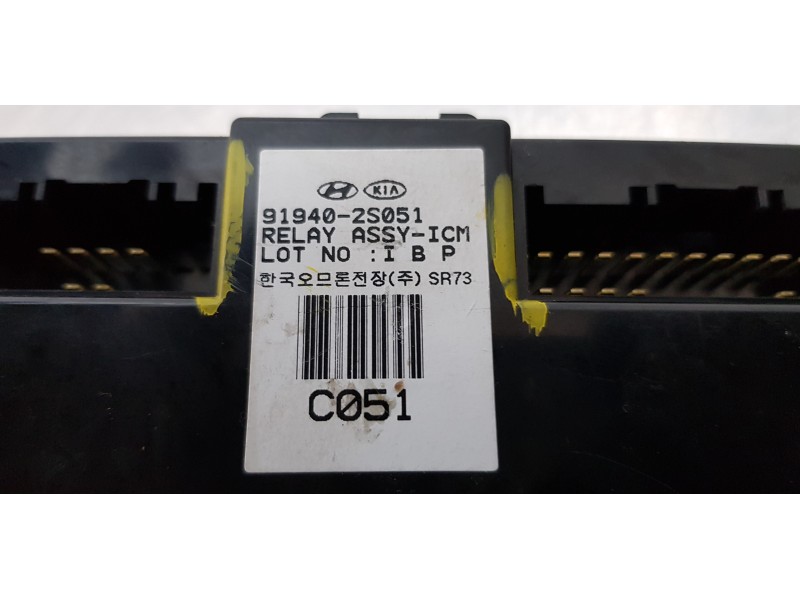 KIA
91940-2S051
RELAY ASSY-ICM
LOT NO :I B P
한국오므론전장(주) SR73
C051